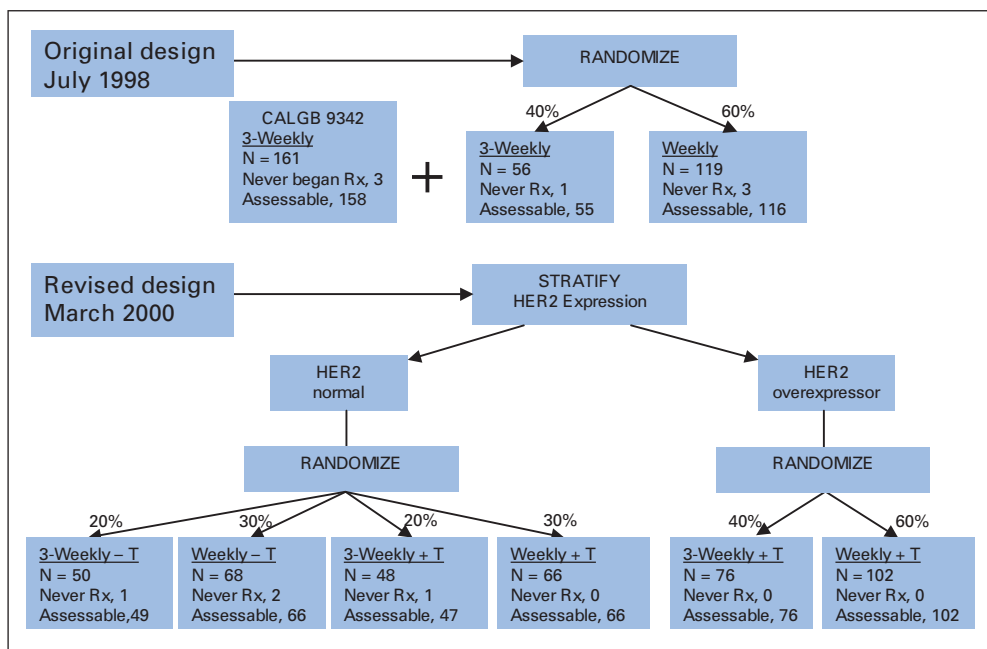 Original design
July 1998
RANDOMIZE
40%
60%
CALGB 9342
3-Weekly
N = 161
Never began Rx, 3
Assessable, 158
+
3-Weekly
N = 56
Never Rx, 1
Assessable, 55
Weekly
N = 119
Never Rx, 3
Assessable, 116
Revised design
March 2000
STRATIFY
HER2 Expression
HER2
normal
HER2
overexpressor
RANDOMIZE
RANDOMIZE
20%
30%
20%
30%
40%
60%
3-Weekly – T
N = 50
Never Rx, 1
Assessable,49
Weekly – T
N = 68
Never Rx, 2
Assessable, 66
3-Weekly + T
N = 48
Never Rx, 1
Assessable, 47
Weekly + T
N = 66
Never Rx, 0
Assessable, 66
3-Weekly + T
N = 76
Never Rx, 0
Assessable, 76
Weekly + T
N = 102
Never Rx, 0
Assessable, 102